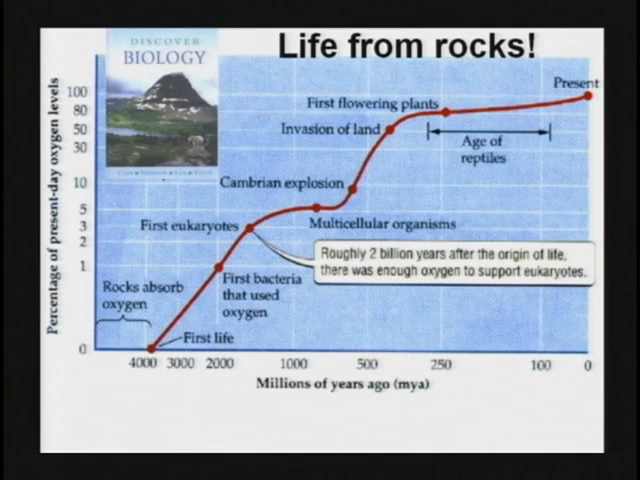 Life from rocks!
DISCOVER
BIOLOGY
Percentage of present-day oxygen levels
100
80
50
30
10
5
3
2
1
0
Present
First flowering plants
Invasion of land
Age of
reptiles
Cambrian explosion
First eukaryotes
Multicellular organisms
Roughly 2 billion years after the origin of life,
there was enough oxygen to support eukaryotes.
Rocks absorb
oxygen
First bacteria
that used
oxygen
First life
4000 3000 2000 1000 500 250 100 0
Millions of years ago (mya)